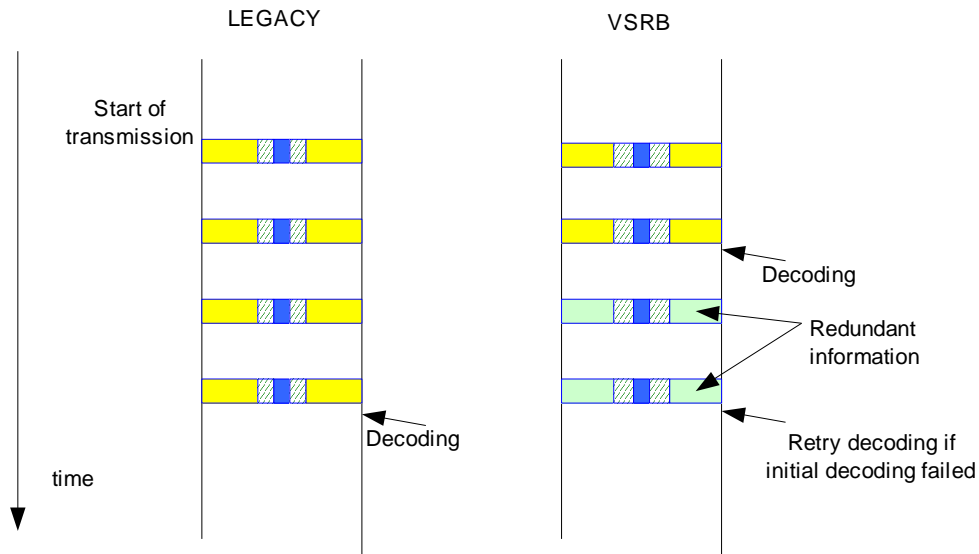 LEGACY
VSRB
Start of
transmission
Decoding
Redundant
information
Decoding
Retry decoding if
initial decoding failed
time